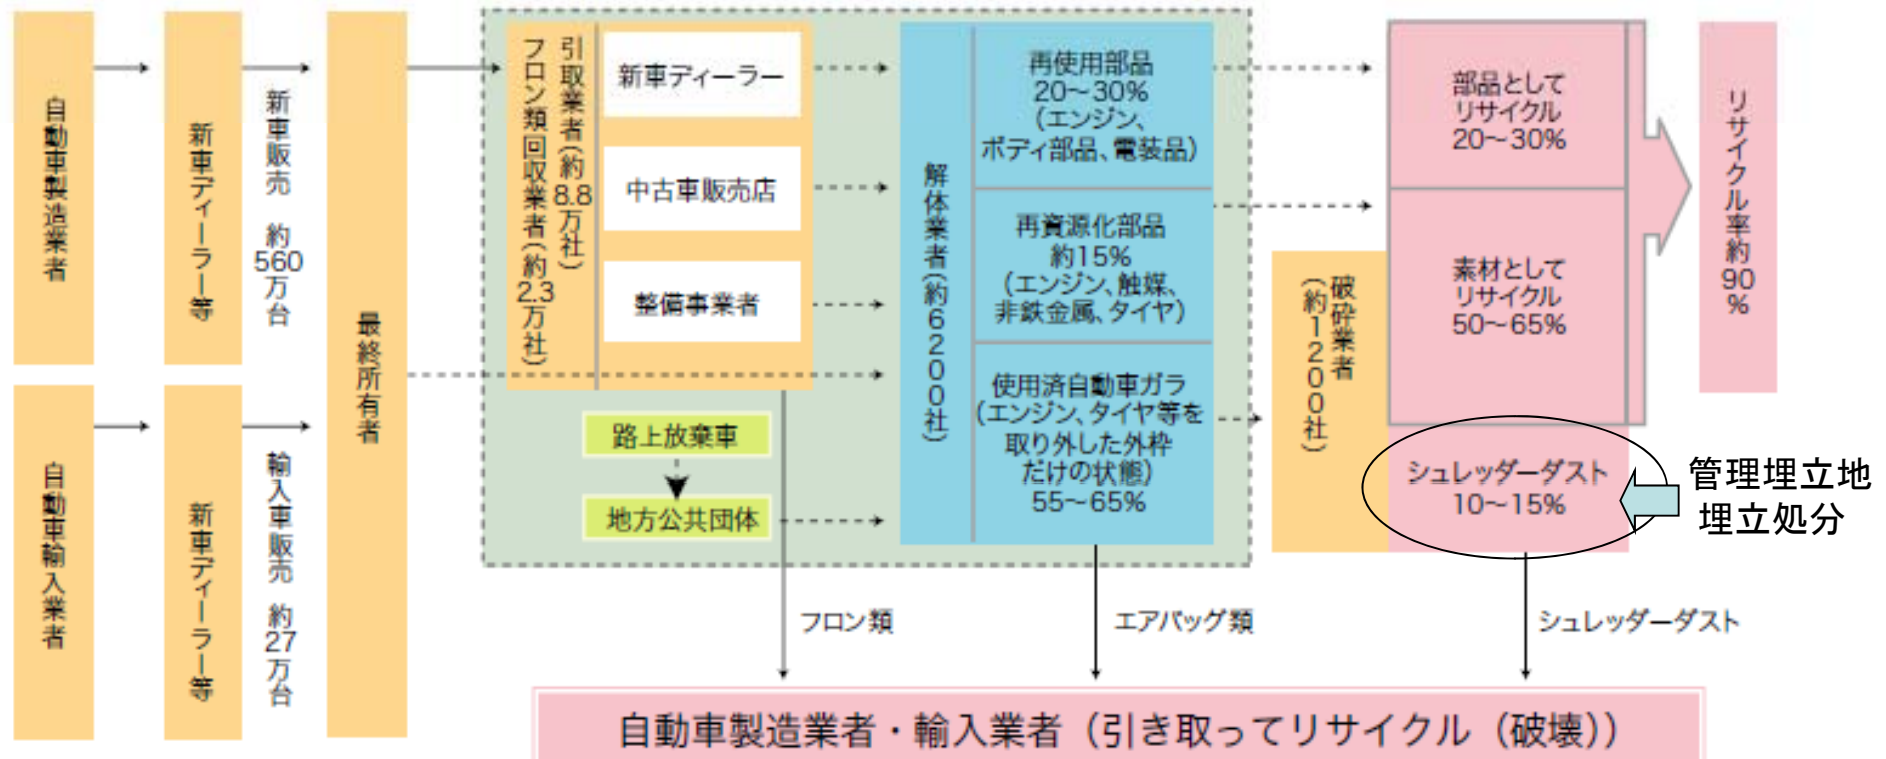 自動車製造業者
自動車輸入業者
新車ディーラー等
新車ディーラー等
新車販売 約560万台
輸入車販売 約27万台
最終所有者
引取業者(約8.8万社)
フロン類回収業者(約2.3万社)
新車ディーラー
中古車販売店
整備事業者
路上放棄車
地方公共団体
解体業者(約6200社)
再使用部品
20〜30%
(エンジン、
ボディ部品、電装品)
再資源化部品
約15%
(エンジン、触媒、
非鉄金属、タイヤ)
使用済自動車ガラ
(エンジン、タイヤ等を
取り外した外枠
だけの状態)
55〜65%
破砕業者
(約1200社)
部品として
リサイクル
20〜30%
素材として
リサイクル
50〜65%
シュレッダーダスト
10〜15%
リサイクル率約90%
管理埋立地
埋立処分
フロン類
エアバッグ類
シュレッダーダスト
自動車製造業者・輸入業者(引き取ってリサイクル(破壊))